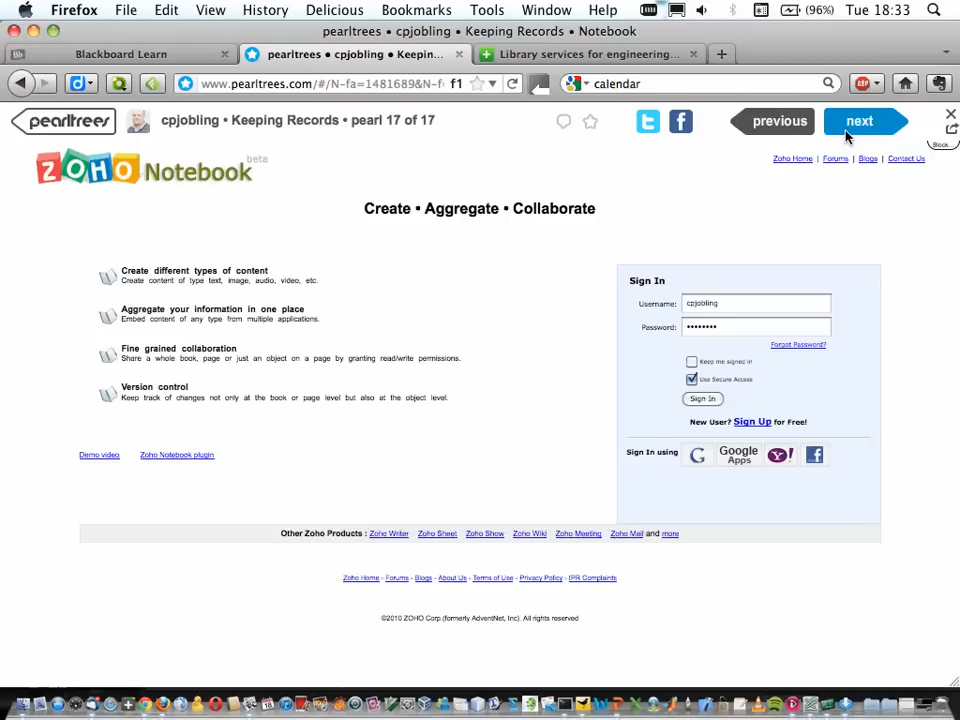 Firefox File Edit View History Delicious Bookmarks Tools Window Help (96%) Tue 18:33
pearltrees • cpjobling • Keeping Records • Notebook
Bb Blackboard Learn
pearltrees • cpjobling • Keepin...
Library services for engineering...
www.pearltrees.com/#/N-fa=1481689&N-f: f1
calendar
ABP
pearltrees
cpjobling • Keeping Records • pearl 17 of 17
previous
next
Block...
ZOHO Notebook beta
Zoho Home | Forums | Blogs | Contact Us
Create • Aggregate • Collaborate
Create different types of content
Create content of type text, image, audio, video, etc.
Aggregate your information in one place
Embed content of any type from multiple applications.
Fine grained collaboration
Share a whole book, page or just an object on a page by granting read/write permissions.
Version control
Keep track of changes not only at the book or page level but also at the object level.
Demo video
Zoho Notebook plugin
Sign In
Username: cpjobling
Password: ••••••••
Forgot Password?
Keep me signed in
Use Secure Access
Sign In
New User? Sign Up for Free!
Sign In using G Google Apps Y! f
Other Zoho Products : Zoho Writer Zoho Sheet Zoho Show Zoho Wiki Zoho Meeting Zoho Mail and more
Zoho Home - Forums - Blogs - About Us - Terms of Use - Privacy Policy - IPR Complaints
©2010 ZOHO Corp.(formerly AdventNet, Inc). All rights reserved